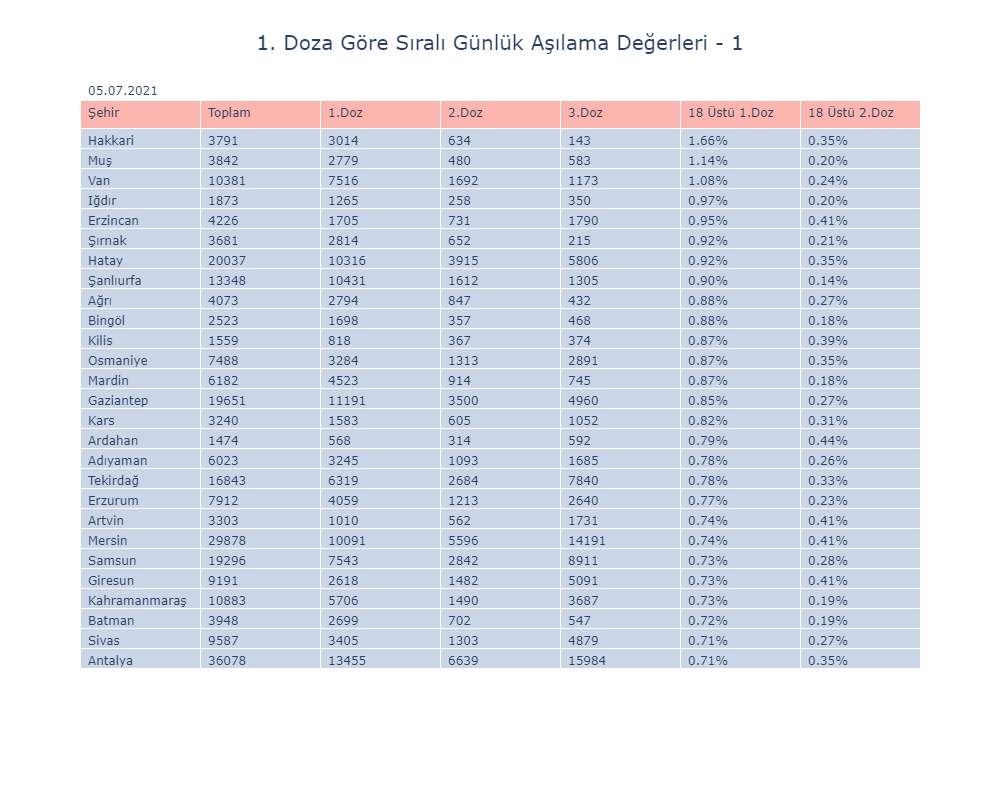 1. Doza Göre Sıralı Günlük Aşılama Değerleri - 1
05.07.2021
Şehir Toplam 1.Doz 2.Doz 3.Doz 18 Üstü 1.Doz 18 Üstü 2.Doz
Hakkari 3791 3014 634 143 1.66% 0.35%
Muş 3842 2779 480 583 1.14% 0.20%
Van 10381 7516 1692 1173 1.08% 0.24%
Iğdır 1873 1265 258 350 0.97% 0.20%
Erzincan 4226 1705 731 1790 0.95% 0.41%
Şırnak 3681 2814 652 215 0.92% 0.21%
Hatay 20037 10316 3915 5806 0.92% 0.35%
Şanlıurfa 13348 10431 1612 1305 0.90% 0.14%
Ağrı 4073 2794 847 432 0.88% 0.27%
Bingöl 2523 1698 357 468 0.88% 0.18%
Kilis 1559 818 367 374 0.87% 0.39%
Osmaniye 7488 3284 1313 2891 0.87% 0.35%
Mardin 6182 4523 914 745 0.87% 0.18%
Gaziantep 19651 11191 3500 4960 0.85% 0.27%
Kars 3240 1583 605 1052 0.82% 0.31%
Ardahan 1474 568 314 592 0.79% 0.44%
Adıyaman 6023 3245 1093 1685 0.78% 0.26%
Tekirdağ 16843 6319 2684 7840 0.78% 0.33%
Erzurum 7912 4059 1213 2640 0.77% 0.23%
Artvin 3303 1010 562 1731 0.74% 0.41%
Mersin 29878 10091 5596 14191 0.74% 0.41%
Samsun 19296 7543 2842 8911 0.73% 0.28%
Giresun 9191 2618 1482 5091 0.73% 0.41%
Kahramanmaraş 10883 5706 1490 3687 0.73% 0.19%
Batman 3948 2699 702 547 0.72% 0.19%
Sivas 9587 3405 1303 4879 0.71% 0.27%
Antalya 36078 13455 6639 15984 0.71% 0.35%